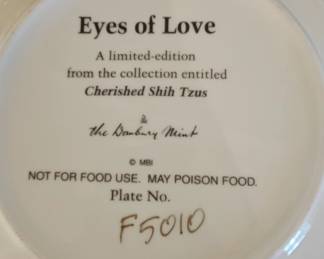 Eyes of Love
A limited-edition
from the collection entitled
Cherished Shih Tzus
&
the Danbury Mint
© MBI
NOT FOR FOOD USE. MAY POISON FOOD.
Plate No.
F5010